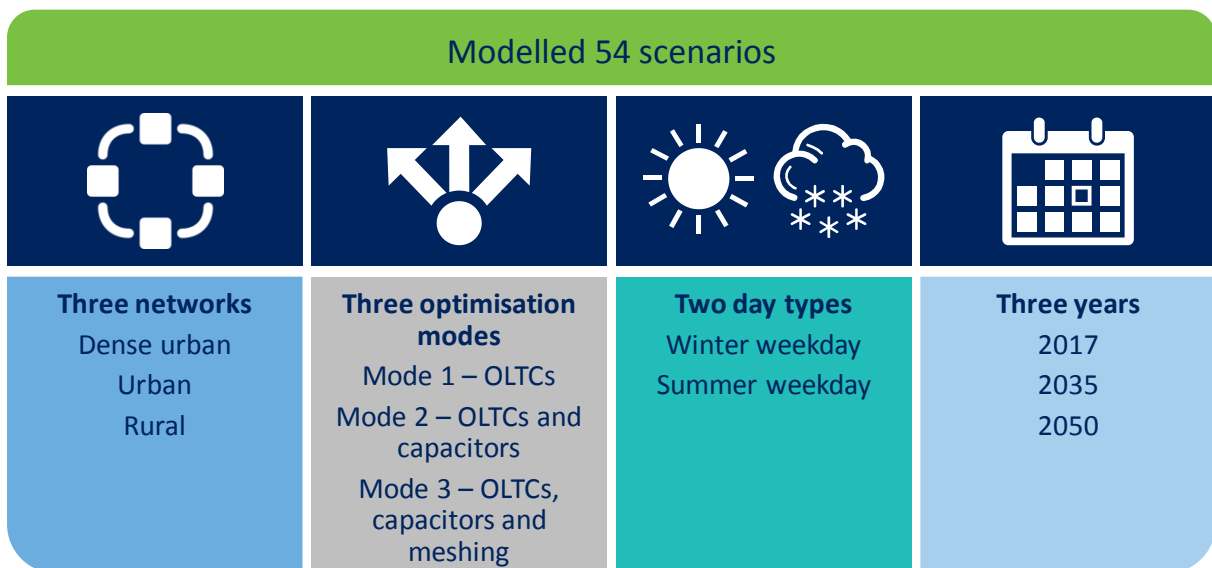 Modelled 54 scenarios
Three networks
Dense urban
Urban
Rural
Three optimisation
modes
Mode 1 – OLTCs
Mode 2 – OLTCs and
capacitors
Mode 3 – OLTCs,
capacitors and
meshing
Two day types
Winter weekday
Summer weekday
Three years
2017
2035
2050